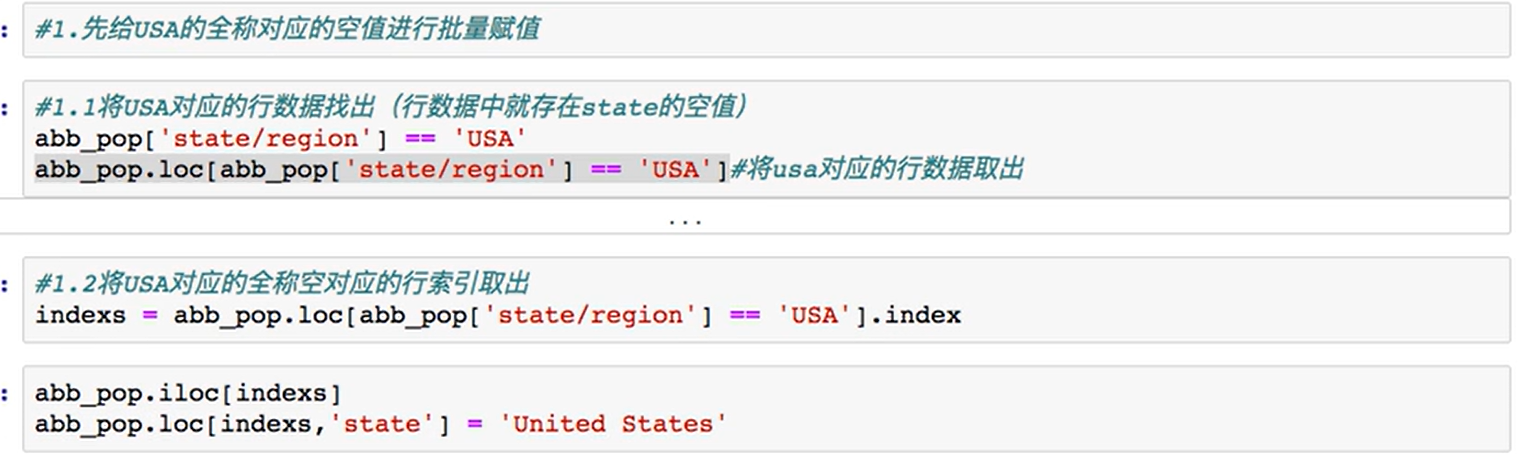 :
#1.先给USA的全称对应的空值进行批量赋值
:
#1.1将USA对应的行数据找出（行数据中就存在state的空值）
abb_pop['state/region'] == 'USA'
abb_pop.loc[abb_pop['state/region'] == 'USA']#将usa对应的行数据取出
...
:
#1.2将USA对应的全称空对应的行索引取出
indexs = abb_pop.loc[abb_pop['state/region'] == 'USA'].index
:
abb_pop.iloc[indexs]
abb_pop.loc[indexs,'state'] = 'United States'